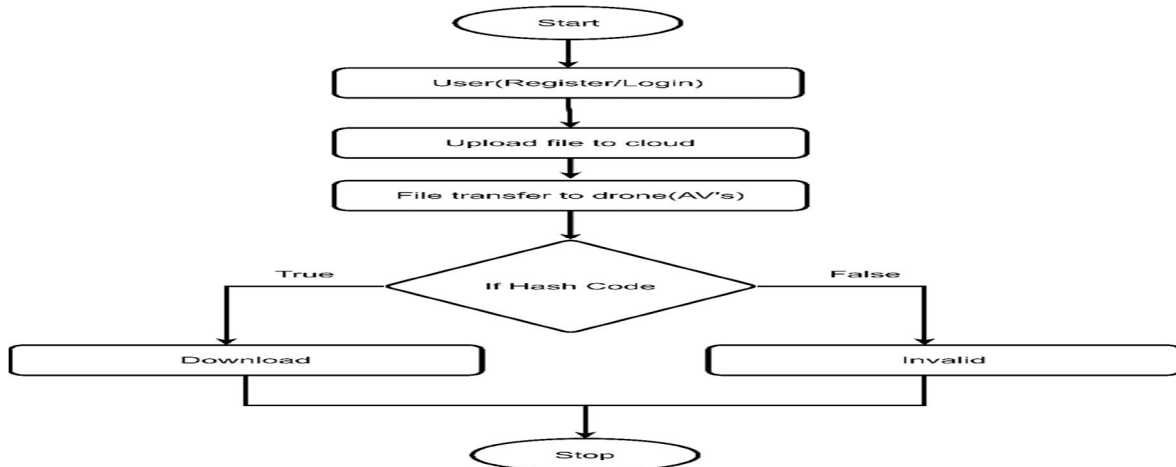 Start
User(Register/Login)
Upload file to cloud
File transfer to drone(AV's)
True
False
If Hash Code
Download
Invalid
Stop